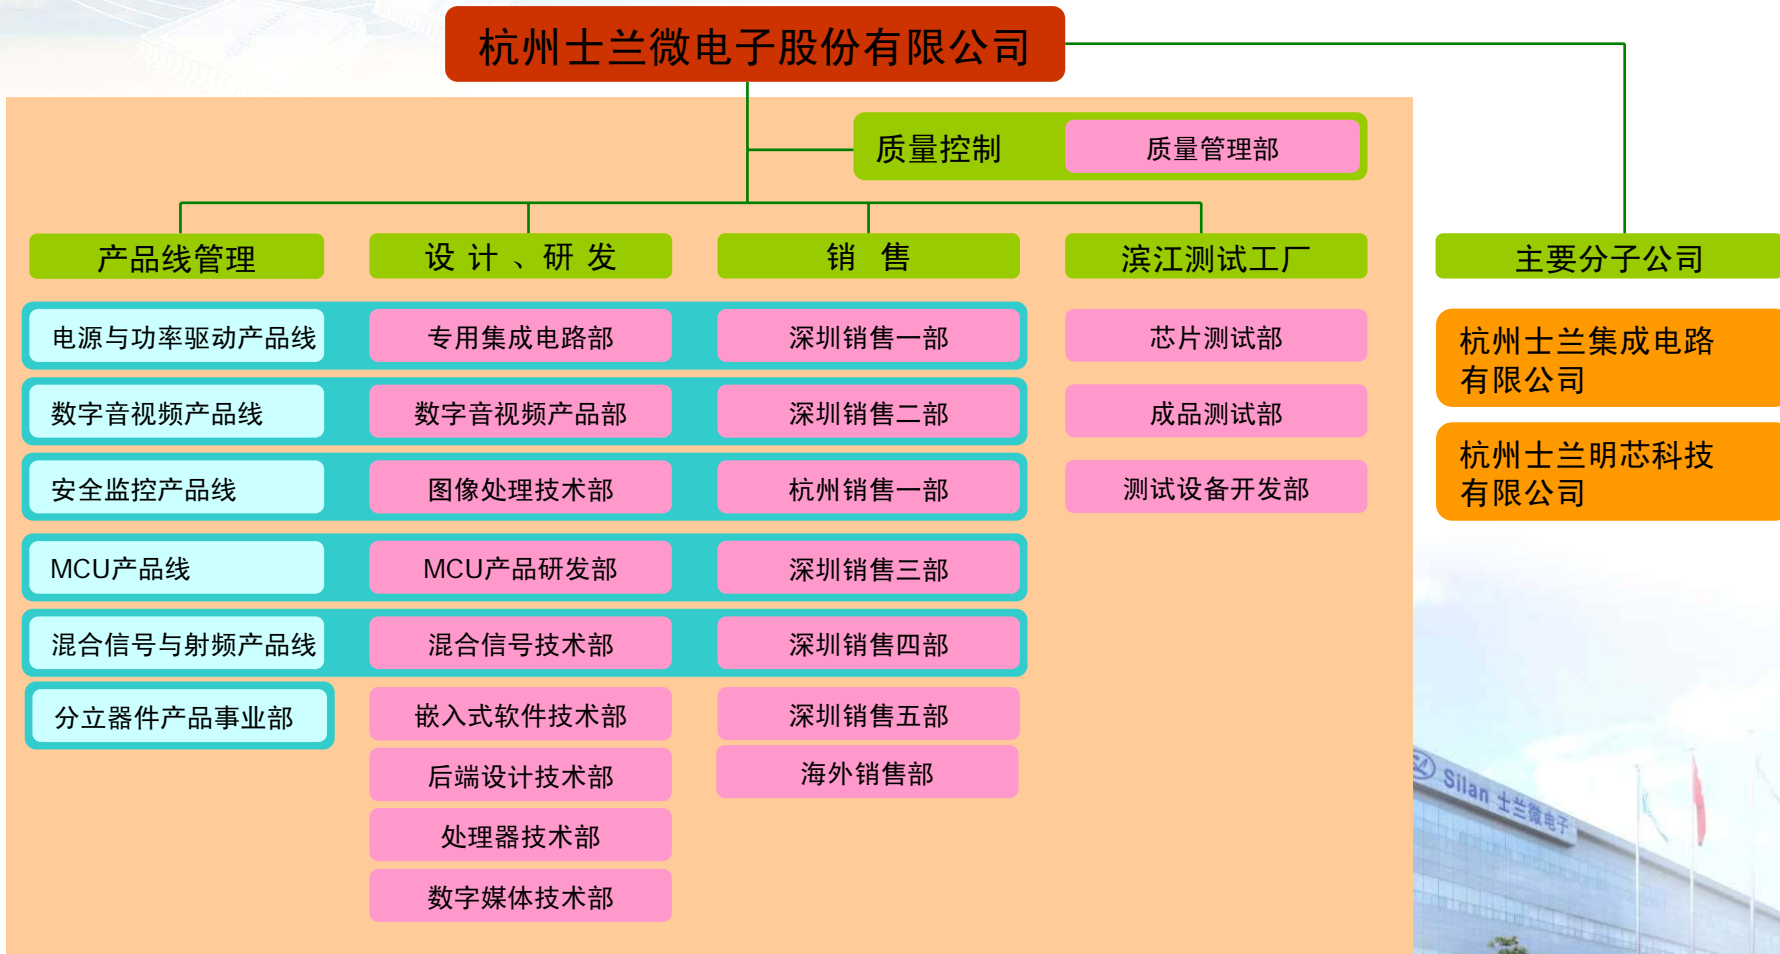 杭州士兰微电子股份有限公司
质量控制
质量管理部
产品线管理
设 计 、研 发
销 售
滨江测试工厂
主要分子公司
电源与功率驱动产品线
专用集成电路部
深圳销售一部
芯片测试部
杭州士兰集成电路
有限公司
数字音视频产品线
数字音视频产品部
深圳销售二部
成品测试部
杭州士兰明芯科技
有限公司
安全监控产品线
图像处理技术部
杭州销售一部
测试设备开发部
MCU产品线
MCU产品研发部
深圳销售三部
混合信号与射频产品线
混合信号技术部
深圳销售四部
分立器件产品事业部
嵌入式软件技术部
深圳销售五部
后端设计技术部
海外销售部
处理器技术部
数字媒体技术部
Silan 士兰微电子